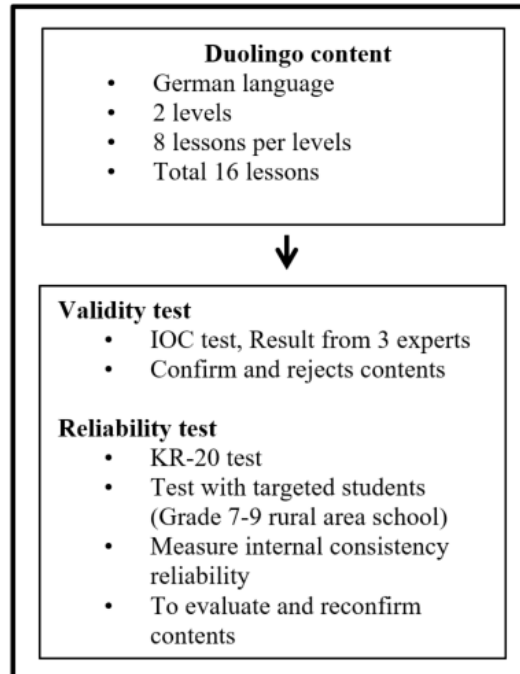 Duolingo content
• German language
• 2 levels
• 8 lessons per levels
• Total 16 lessons
Validity test
• IOC test, Result from 3 experts
• Confirm and rejects contents
Reliability test
• KR-20 test
• Test with targeted students
(Grade 7-9 rural area school)
• Measure internal consistency
reliability
• To evaluate and reconfirm
contents